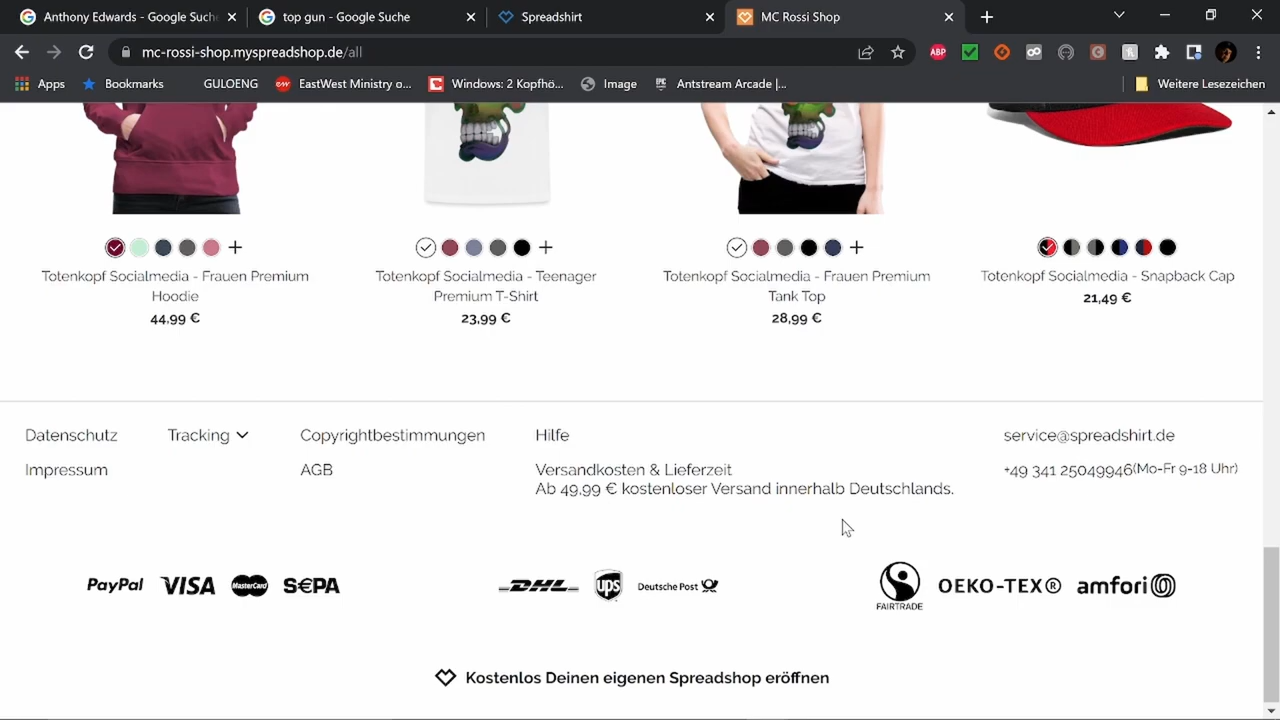 Anthony Edwards - Google Suche
top gun - Google Suche
Spreadshirt
MC Rossi Shop
mc-rossi-shop.myspreadshop.de/all
ABP
Apps
Bookmarks
GULOENG
EastWest Ministry o...
Windows: 2 Kopfhö...
Image
Antstream Arcade |...
Weitere Lesezeichen
Totenkopf Socialmedia - Frauen Premium
Hoodie
44,99 €
Totenkopf Socialmedia - Teenager
Premium T-Shirt
23,99 €
Totenkopf Socialmedia - Frauen Premium
Tank Top
28,99 €
Totenkopf Socialmedia - Snapback Cap
21,49 €
Datenschutz
Tracking
Copyrightbestimmungen
Hilfe
service@spreadshirt.de
Impressum
AGB
Versandkosten & Lieferzeit
Ab 49,99 € kostenloser Versand innerhalb Deutschlands.
+49 341 25049946(Mo-Fr 9-18 Uhr)
PayPal VISA MasterCard S€PA
DHL ups Deutsche Post
FAIRTRADE
OEKO-TEX® amfori
Kostenlos Deinen eigenen Spreadshop eröffnen